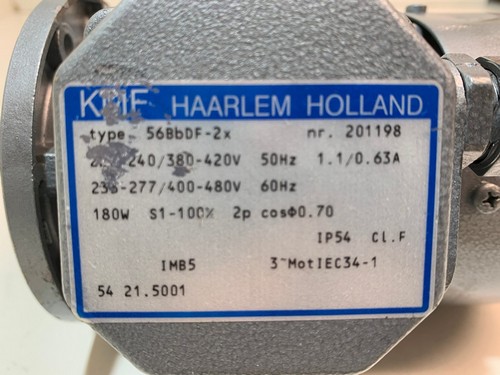 HAARLEM HOLLAND
type 56BbDF-2x nr. 201198
240/380-420V 50Hz 1.1/0.63A
277/400-480V 60Hz
180W S1-100% 2p cosΦ0.70
IP54 Cl.F
IMB5 3~MotIEC34-1
54 21.5001